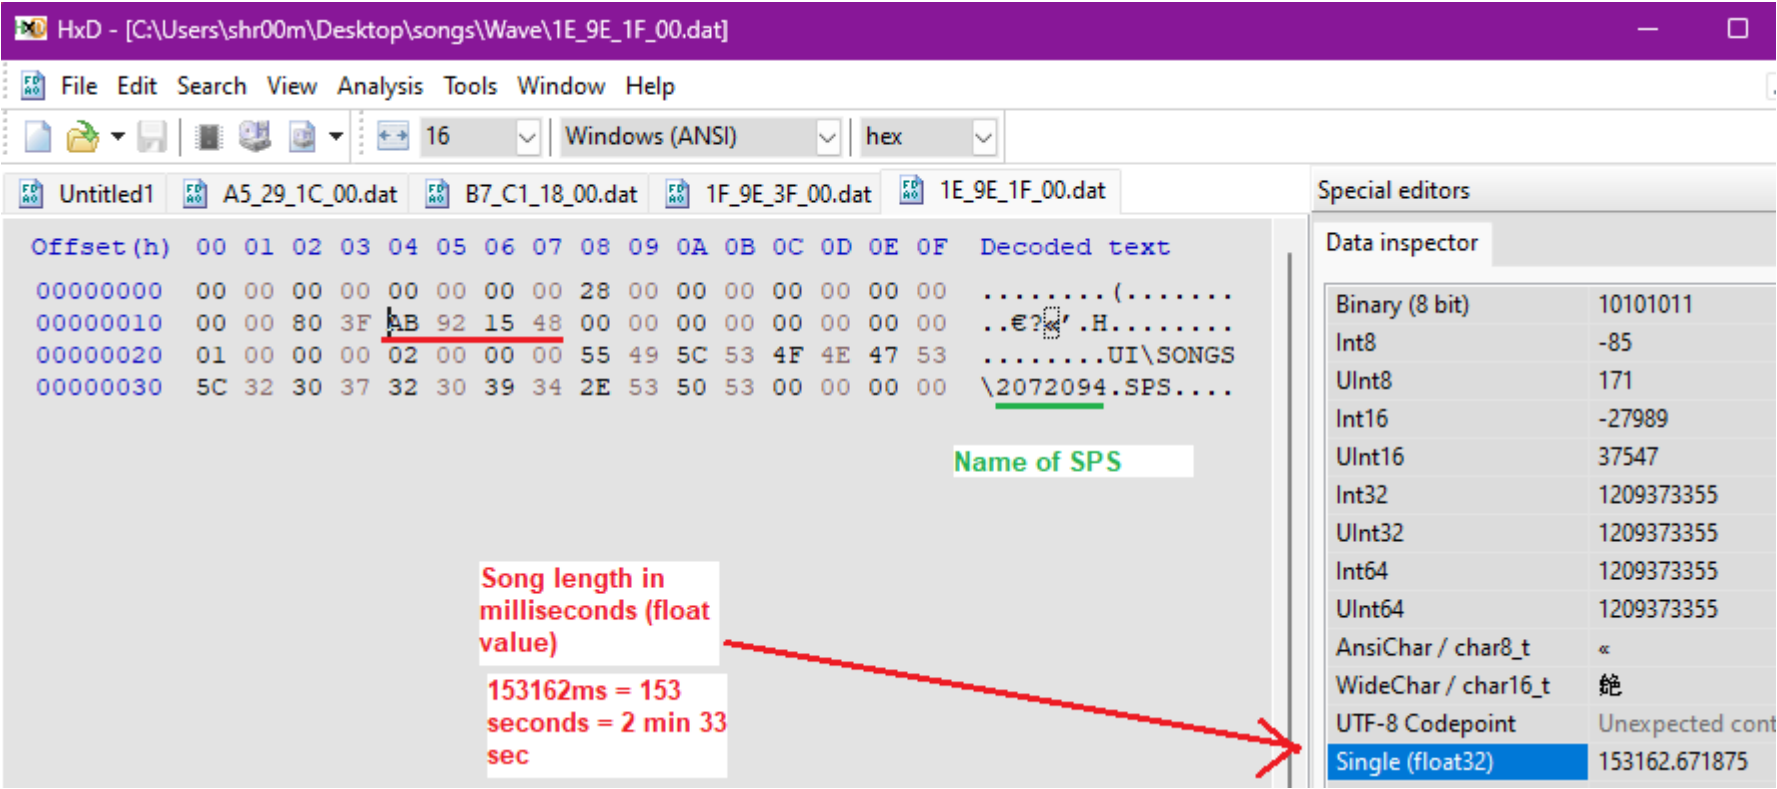 HxD - [C:\Users\shr00m\Desktop\songs\Wave\1E_9E_1F_00.dat]
File Edit Search View Analysis Tools Window Help
16 Windows (ANSI) hex
Untitled1 A5_29_1C_00.dat B7_C1_18_00.dat 1F_9E_3F_00.dat 1E_9E_1F_00.dat
Offset(h) 00 01 02 03 04 05 06 07 08 09 0A 0B 0C 0D 0E 0F Decoded text
00000000 00 00 00 00 00 00 00 00 28 00 00 00 00 00 00 00 ........(.......
00000010 00 00 80 3F AB 92 15 48 00 00 00 00 00 00 00 00 ..€?«’.H........
00000020 01 00 00 00 02 00 00 00 55 49 5C 53 4F 4E 47 53 ........UI\SONGS
00000030 5C 32 30 37 32 30 39 34 2E 53 50 53 00 00 00 00 \2072094.SPS....
Name of SPS
Song length in
milliseconds (float
value)
153162ms = 153
seconds = 2 min 33
sec
Special editors
Data inspector
Binary (8 bit) 10101011
Int8 -85
UInt8 171
Int16 -27989
UInt16 37547
Int32 1209373355
UInt32 1209373355
Int64 1209373355
UInt64 1209373355
AnsiChar / char8_t «
WideChar / char16_t 銫
UTF-8 Codepoint Unexpected cont
Single (float32) 153162.671875